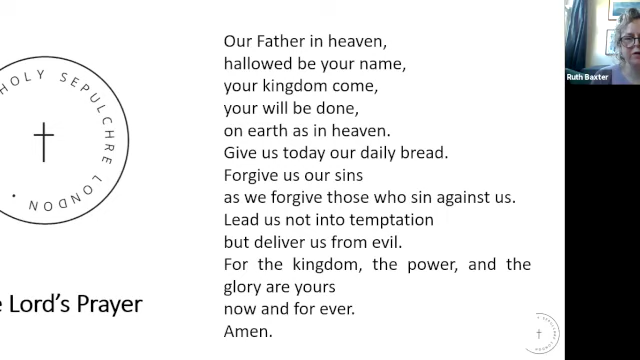 HOLY SEPULCHRE LONDON
Our Father in heaven,
hallowed be your name,
your kingdom come,
your will be done,
on earth as in heaven.
Give us today our daily bread.
Forgive us our sins
as we forgive those who sin against us.
Lead us not into temptation
but deliver us from evil.
For the kingdom, the power, and the
glory are yours
now and for ever.
Amen.
Lord's Prayer
Ruth Baxter